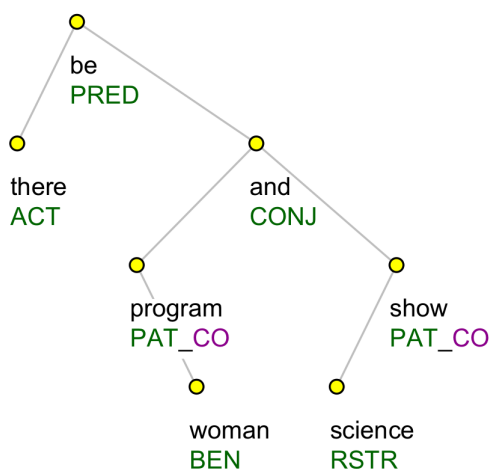 be
PRED
there
ACT
and
CONJ
program
PAT_CO
show
PAT_CO
woman
BEN
science
RSTR